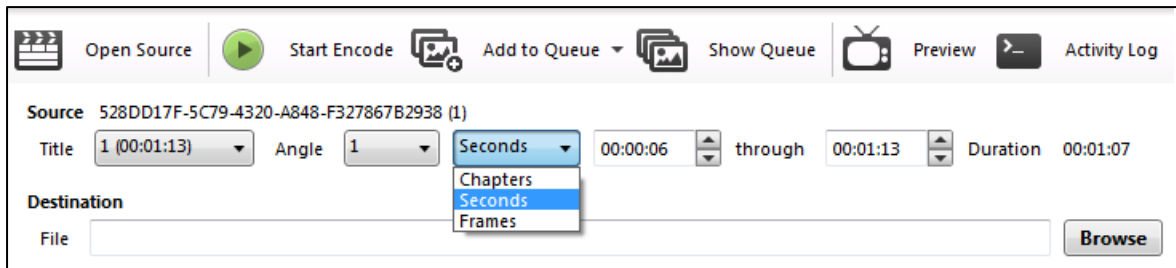 Open Source Start Encode Add to Queue Show Queue Preview Activity Log
Source 528DD17F-5C79-4320-A848-F327867B2938 (1)
Title 1 (00:01:13) Angle 1 Seconds 00:00:06 through 00:01:13 Duration 00:01:07
Chapters
Seconds
Frames
Destination
File Browse